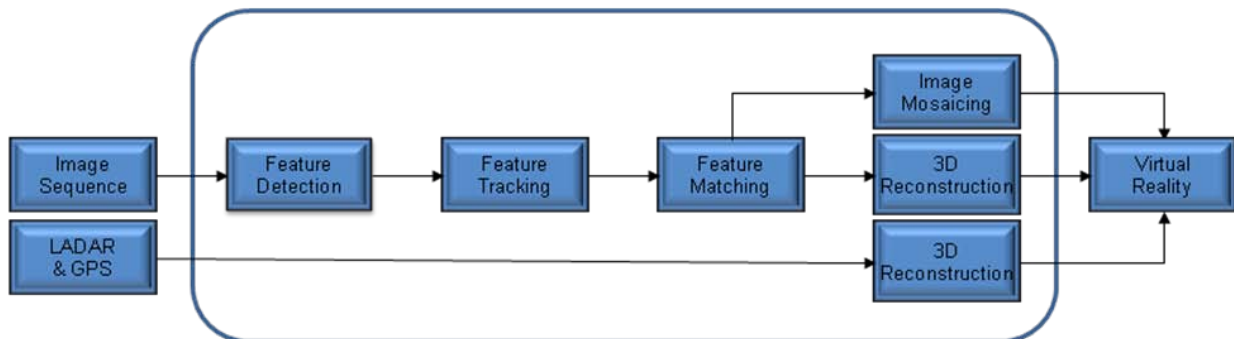 Image
Mosaicing
Image
Sequence
Feature
Detection
Feature
Tracking
Feature
Matching
3D
Reconstruction
Virtual
Reality
LADAR
& GPS
3D
Reconstruction